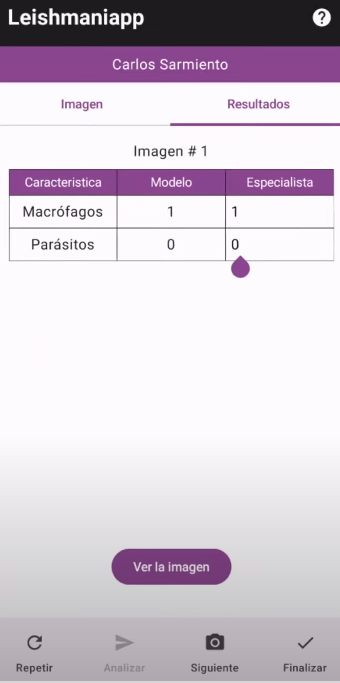 Leishmaniapp
?
Carlos Sarmiento
Imagen Resultados
Imagen # 1
Caracteristica Modelo Especialista
Macrófagos 1 1
Parásitos 0 0
Ver la imagen
Repetir Analizar Siguiente Finalizar